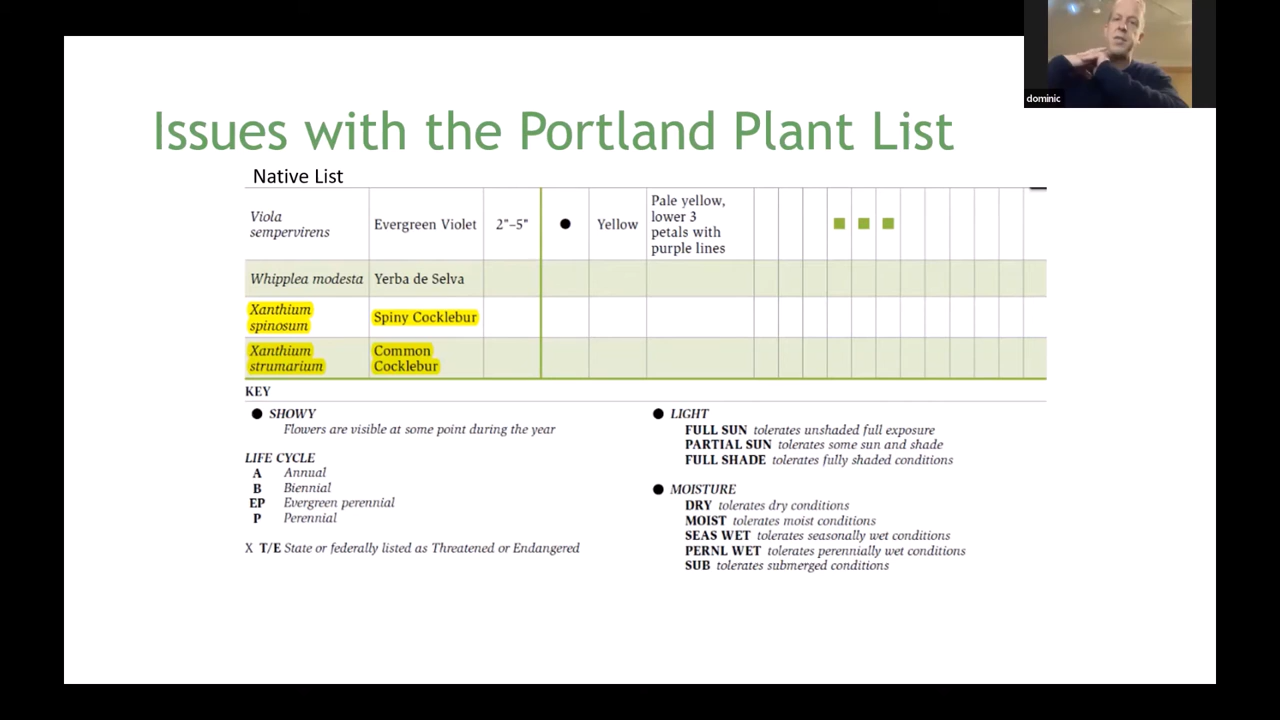 dominic
Issues with the Portland Plant List
Native List
Viola
sempervirens
Evergreen Violet
2"–5"
Yellow
Pale yellow,
lower 3
petals with
purple lines
Whipplea modesta
Yerba de Selva
Xanthium
spinosum
Spiny Cocklebur
Xanthium
strumarium
Common
Cocklebur
KEY
SHOWY
Flowers are visible at some point during the year
LIFE CYCLE
A Annual
B Biennial
EP Evergreen perennial
P Perennial
X T/E State or federally listed as Threatened or Endangered
LIGHT
FULL SUN tolerates unshaded full exposure
PARTIAL SUN tolerates some sun and shade
FULL SHADE tolerates fully shaded conditions
MOISTURE
DRY tolerates dry conditions
MOIST tolerates moist conditions
SEAS WET tolerates seasonally wet conditions
PERNL WET tolerates perennially wet conditions
SUB tolerates submerged conditions